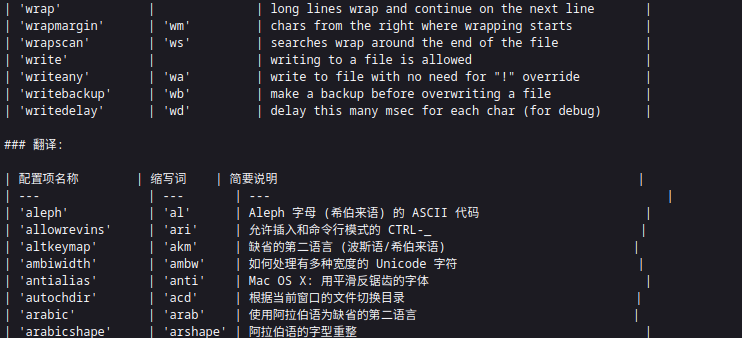 | 'wrap' | | long lines wrap and continue on the next line |
| 'wrapmargin' | 'wm' | chars from the right where wrapping starts |
| 'wrapscan' | 'ws' | searches wrap around the end of the file |
| 'write' | | writing to a file is allowed |
| 'writeany' | 'wa' | write to file with no need for "!" override |
| 'writebackup' | 'wb' | make a backup before overwriting a file |
| 'writedelay' | 'wd' | delay this many msec for each char (for debug) |
### 翻译:
| 配置项名称 | 缩写词 | 简要说明 |
| --- | --- | --- |
| 'aleph' | 'al' | Aleph 字母 (希伯来语) 的 ASCII 代码 |
| 'allowrevins' | 'ari' | 允许插入和命令行模式的 CTRL-_ |
| 'altkeymap' | 'akm' | 缺省的第二语言 (波斯语/希伯来语) |
| 'ambiwidth' | 'ambw' | 如何处理有多种宽度的 Unicode 字符 |
| 'antialias' | 'anti' | Mac OS X: 用平滑反锯齿的字体 |
| 'autochdir' | 'acd' | 根据当前窗口的文件切换目录 |
| 'arabic' | 'arab' | 使用阿拉伯语为缺省的第二语言 |
| 'arabicshape' | 'arshape' | 阿拉伯语的字型重整 |